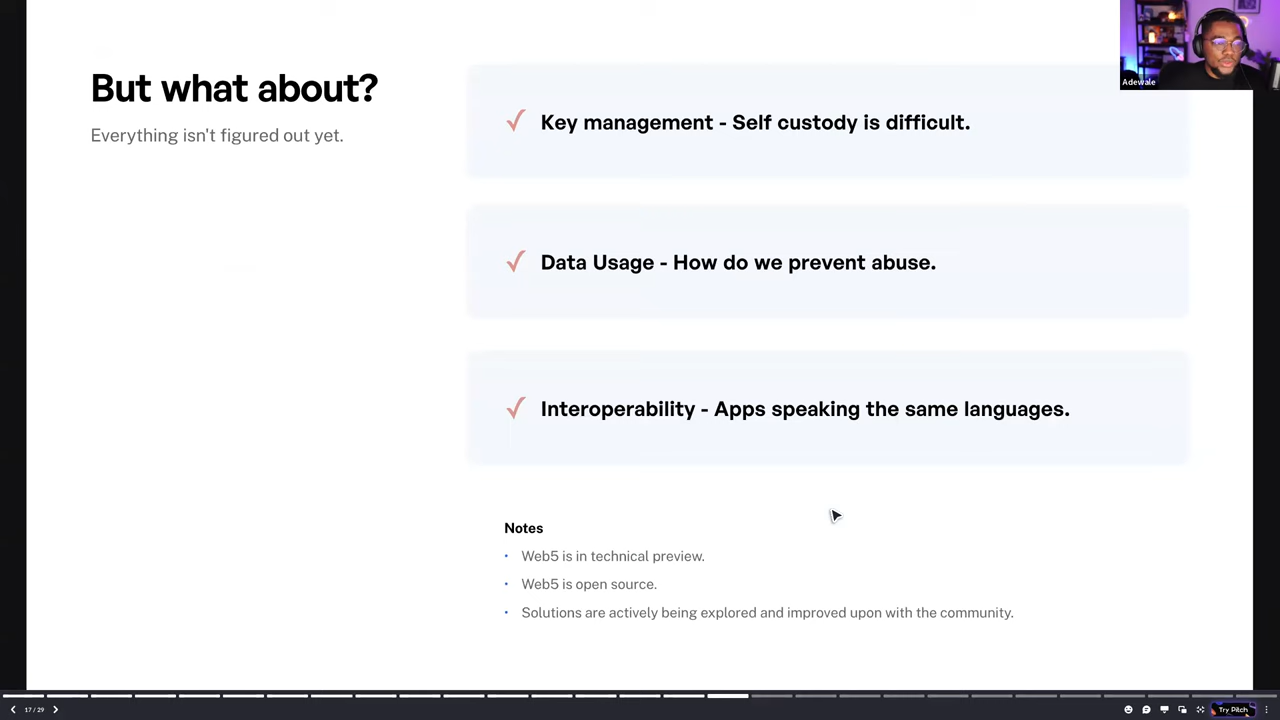 But what about?
Everything isn't figured out yet.
✓ Key management - Self custody is difficult.
✓ Data Usage - How do we prevent abuse.
✓ Interoperability - Apps speaking the same languages.
Notes
• Web5 is in technical preview.
• Web5 is open source.
• Solutions are actively being explored and improved upon with the community.
Adewale
17 / 29
Try Pitch